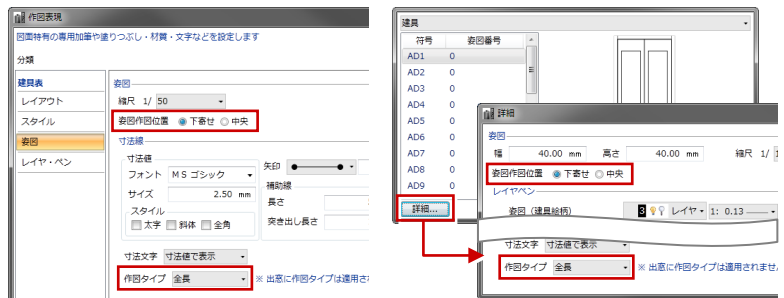 作図表現
図面特有の専用加筆や塗りつぶし・材質・文字などを設定します
分類
建具表
レイアウト
スタイル
姿図
レイヤ・ペン
姿図
縮尺 1/ 50
姿図作図位置 下寄せ 中央
寸法線
寸法値
フォント MS ゴシック
サイズ 2.50 mm
スタイル
太字 斜体 全角
矢印
補助線
長さ
突き出し長さ
寸法文字 寸法値で表示
作図タイプ 全長 ※ 出窓に作図タイプは適用さ
建具
符号 姿図番号
AD1 0
AD2 0
AD3 0
AD4 0
AD5 0
AD6 0
AD7 0
AD8 0
AD9 0
詳細...
詳細
姿図
幅 40.00 mm 高さ 40.00 mm 縮尺 1/
姿図作図位置 下寄せ 中央
レイヤペン
姿図（建具絵柄） 3 レイヤ 1: 0.13
寸法文字 寸法値で表示
作図タイプ 全長 ※ 出窓に作図タイプは適用されませ